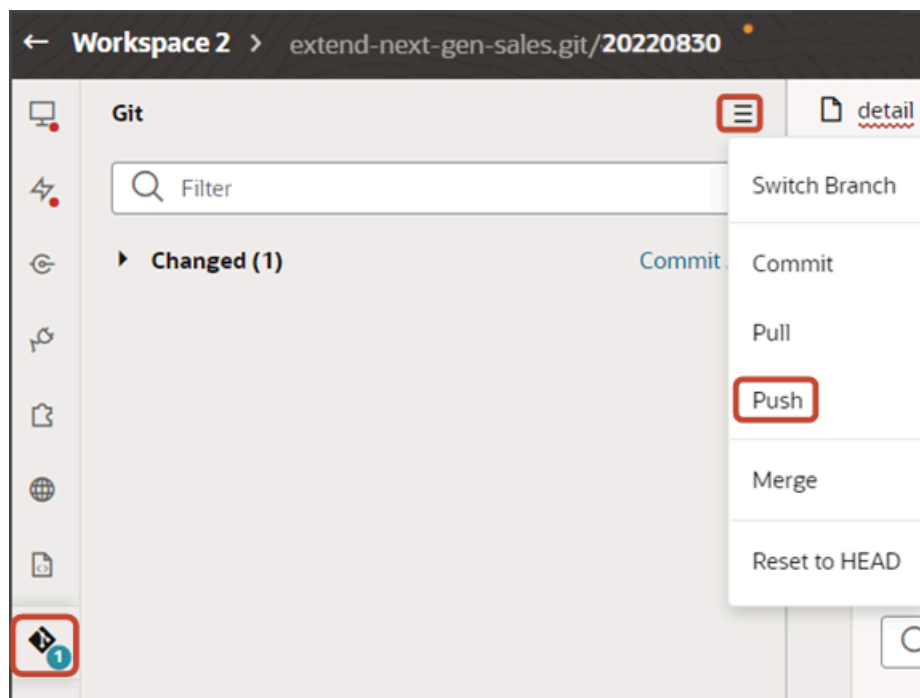 Workspace 2 > extend-next-gen-sales.git/20220830
Git
detail
Filter
Switch Branch
Changed (1)
Commit
Commit
Pull
Push
Merge
Reset to HEAD
1